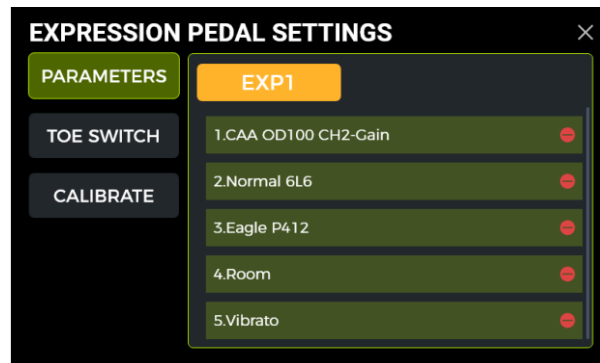 EXPRESSION PEDAL SETTINGS
PARAMETERS
TOE SWITCH
CALIBRATE
EXP1
1.CAA OD100 CH2-Gain
2.Normal 6L6
3.Eagle P412
4.Room
5.Vibrato